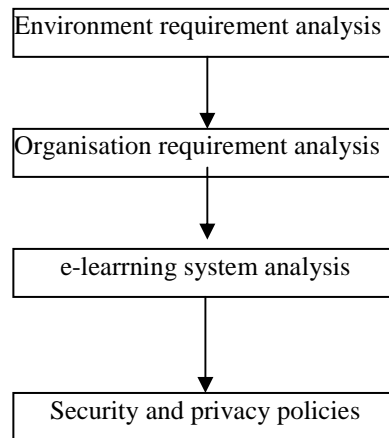 Environment requirement analysis
Organisation requirement analysis
e-learrning system analysis
Security and privacy policies